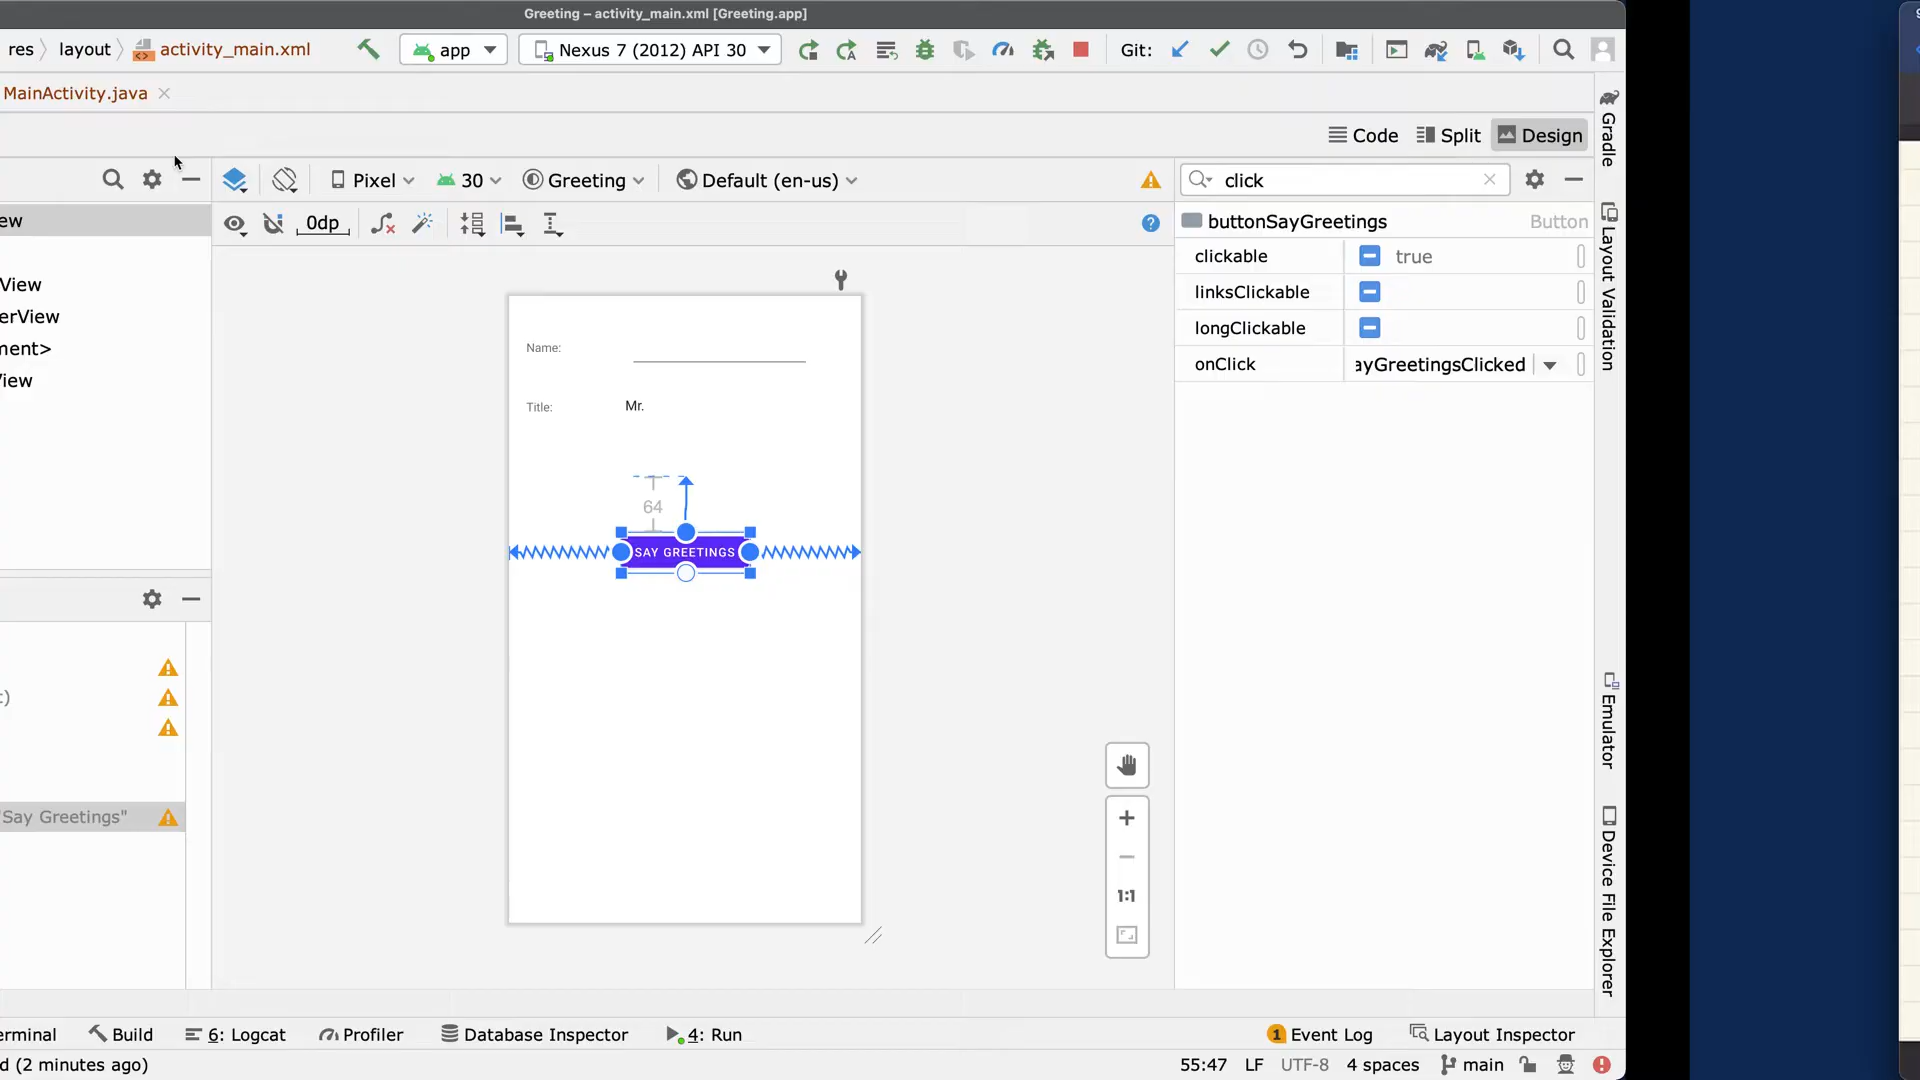 Greeting – activity_main.xml [Greeting.app]
res layout activity_main.xml app Nexus 7 (2012) API 30 Git:
MainActivity.java
Code Split Design
Pixel 30 Greeting Default (en-us) click
0dp
ew
View
erView
ment>
View
buttonSayGreetings Button
clickable true
linksClickable
longClickable
onClick ayGreetingsClicked
Name:
Title: Mr.
64
SAY GREETINGS
"Say Greetings"
1:1
Gradle
Layout Validation
Emulator
Device File Explorer
erminal Build 6: Logcat Profiler Database Inspector 4: Run 1 Event Log Layout Inspector
d (2 minutes ago) 55:47 LF UTF-8 4 spaces main